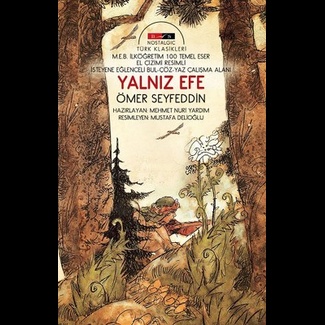 NOSTALGIC
TÜRK KLASİKLERİ
M.E.B. İLKÖĞRETİM 100 TEMEL ESER
EL ÇİZİMİ RESİMLİ
İSTEYENE EĞLENCELİ BUL-ÇÖZ-YAZ ÇALIŞMA ALANI
YALNIZ EFE
ÖMER SEYFEDDİN
HAZIRLAYAN: MEHMET NURİ YARDIM
RESİMLEYEN: MUSTAFA DELİOĞLU